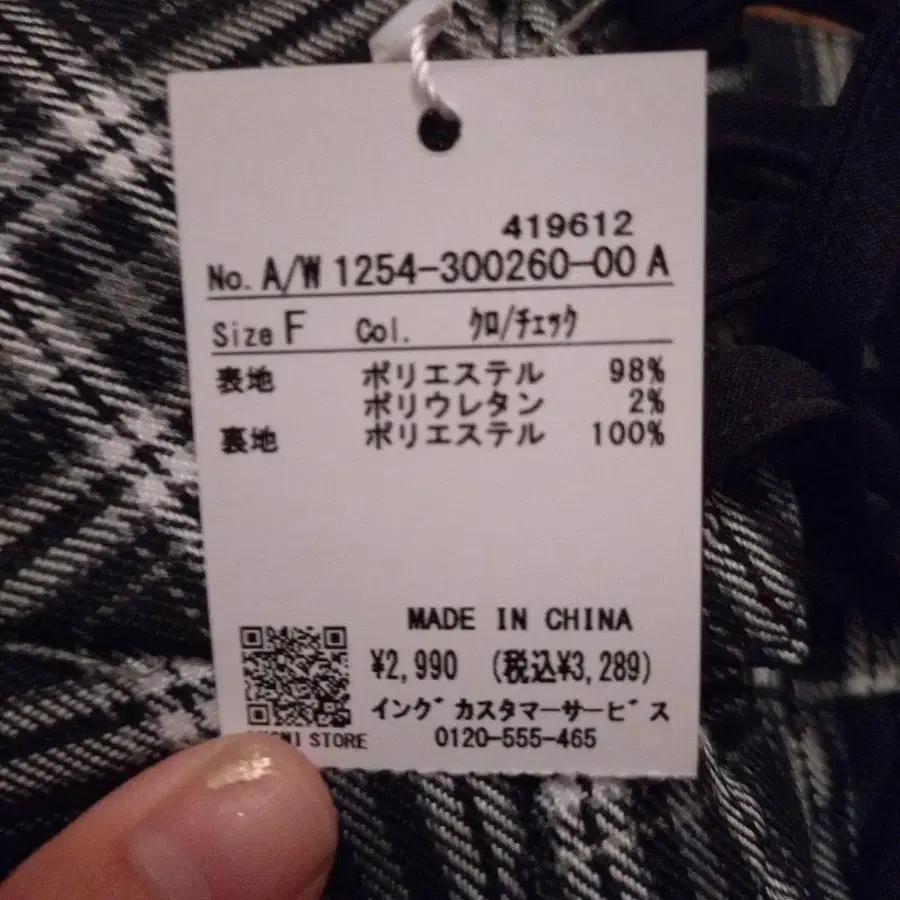 419612
No. A/W 1254-300260-00 A
Size F Col. ｸﾛ/ﾁｪｯｸ
表地 ポリエステル 98%
ポリウレタン 2%
裏地 ポリエステル 100%
MADE IN CHINA
¥2,990 (税込¥3,289)
イング゛カスタマーサービ゛ス
STORE 0120-555-465